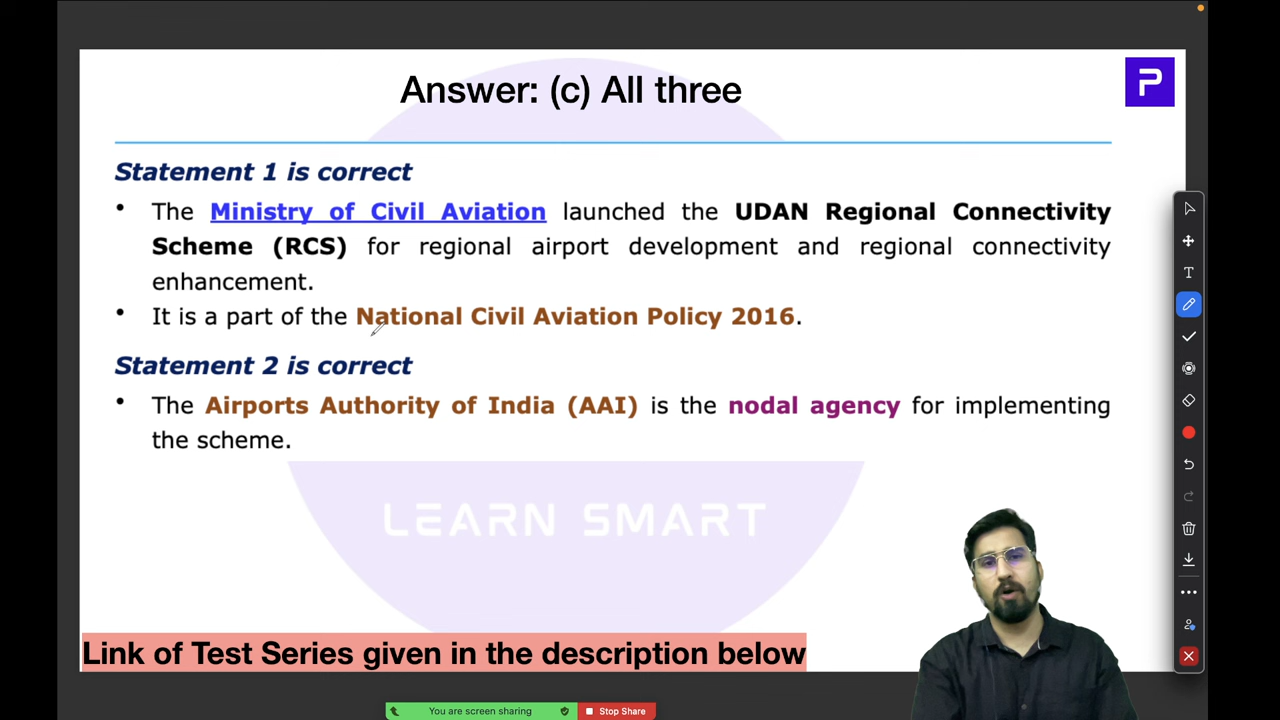 Answer: (c) All three
P
Statement 1 is correct
• The Ministry of Civil Aviation launched the UDAN Regional Connectivity
Scheme (RCS) for regional airport development and regional connectivity
enhancement.
• It is a part of the National Civil Aviation Policy 2016.
Statement 2 is correct
• The Airports Authority of India (AAI) is the nodal agency for implementing
the scheme.
LEARN SMART
Link of Test Series given in the description below
You are screen sharing
Stop Share
T